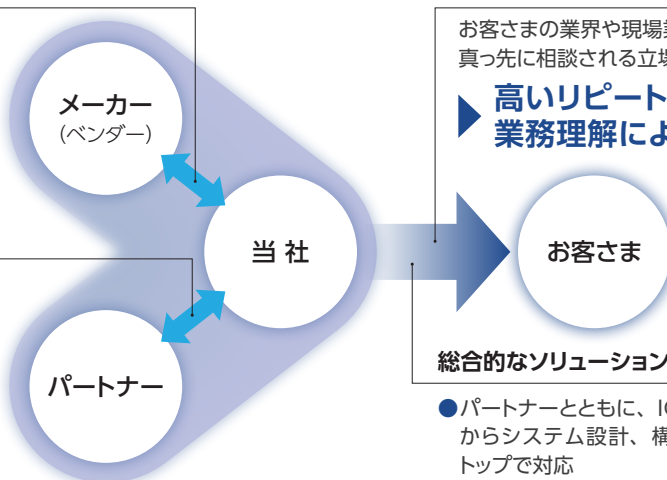 お客さまの業界や現場
真っ先に相談される立場
高いリピート
業務理解によ
メーカー
(ベンダー)
当 社
お客さま
パートナー
総合的なソリューション
●パートナーとともに、IC
からシステム設計、構
トップで対応